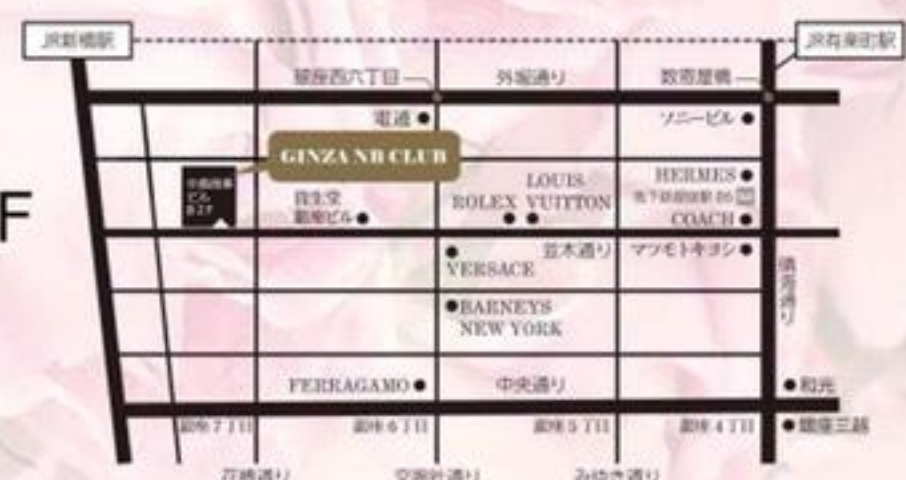 JR新橋駅
JR有楽町駅
銀座西六丁目
外堀通り
数寄屋橋
電通
ソニービル
GINZA NB CLUB
ビル
B2F
資生堂
銀座ビル
LOUIS
ROLEX VUITTON
HERMES
COACH
VERSACE
並木通り
マツモトキヨシ
晴海通り
BARNEYS
NEW YORK
FERRAGAMO
中央通り
和光
銀座7丁目
銀座6丁目
銀座5丁目
銀座4丁目
銀座三越
花椿通り
交詢社通り
みゆき通り
F